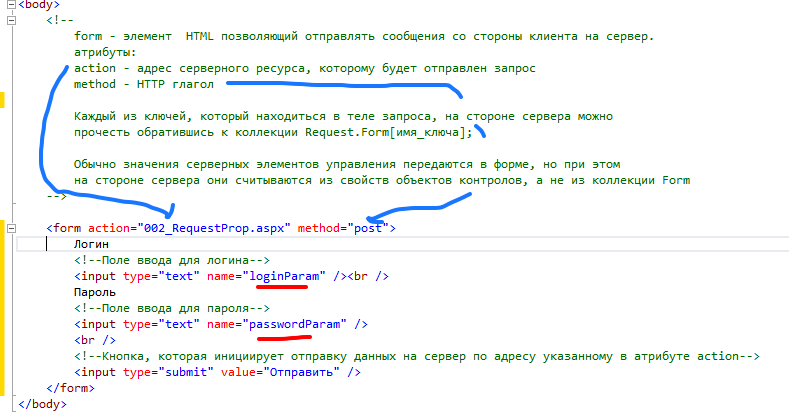 <body>
<!--
form - элемент HTML позволяющий отправлять сообщения со стороны клиента на сервер.
атрибуты:
action - адрес серверного ресурса, которому будет отправлен запрос
method - HTTP глагол
Каждый из ключей, который находиться в теле запроса, на стороне сервера можно
прочесть обратившись к коллекции Request.Form[имя_ключа];
Обычно значения серверных элементов управления передаются в форме, но при этом
на стороне сервера они считываются из свойств объектов контролов, а не из коллекции Form
-->
<form action="002_RequestProp.aspx" method="post">
Логин
<!--Поле ввода для логина-->
<input type="text" name="loginParam" /><br />
Пароль
<!--Поле ввода для пароля-->
<input type="text" name="passwordParam" />
<br />
<!--Кнопка, которая инициирует отправку данных на сервер по адресу указанному в атрибуте action-->
<input type="submit" value="Отправить" />
</form>
</body>